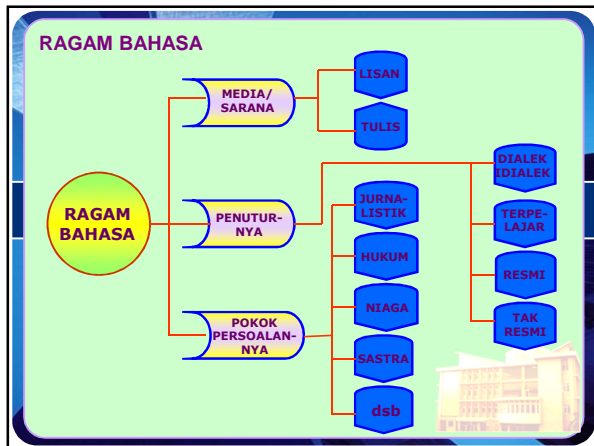 RAGAM BAHASA
RAGAM
BAHASA
MEDIA/
SARANA
LISAN
TULIS
PENUTUR-
NYA
DIALEK
IDIALEK
TERPE-
LAJAR
RESMI
TAK
RESMI
POKOK
PERSOALAN-
NYA
JURNA-
LISTIK
HUKUM
NIAGA
SASTRA
dsb